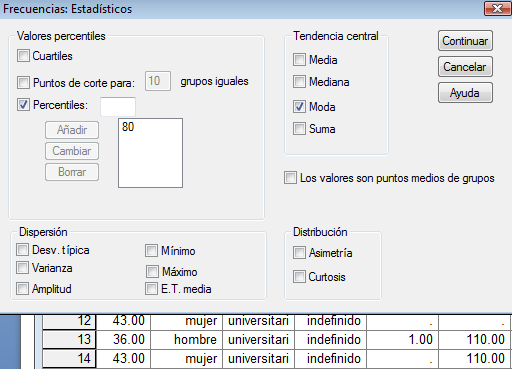 Frecuencias: Estadísticos
Valores percentiles
Cuartiles
Puntos de corte para: 10 grupos iguales
Percentiles:
Añadir
Cambiar
Borrar
80
Tendencia central
Media
Mediana
Moda
Suma
Continuar
Cancelar
Ayuda
Los valores son puntos medios de grupos
Dispersión
Desv. típica
Mínimo
Varianza
Máximo
Amplitud
E.T. media
Distribución
Asimetría
Curtosis
12 43.00 mujer universitari indefinido . .
13 36.00 hombre universitari indefinido 1.00 110.00
14 43.00 mujer universitari indefinido . 110.00